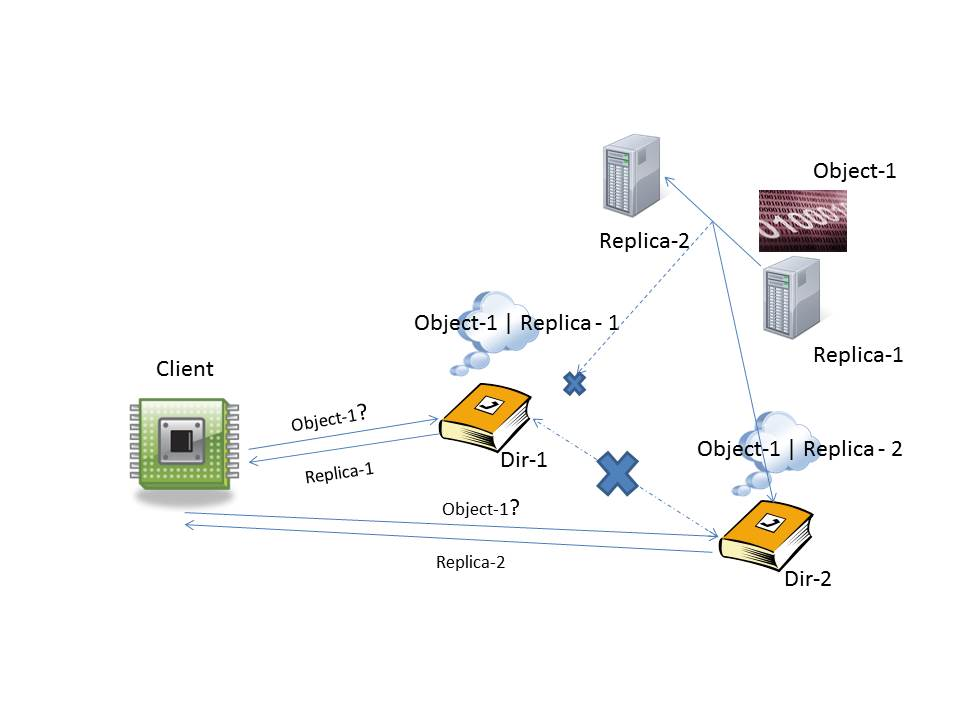 Object-1
Replica-2
Object-1 | Replica - 1
Replica-1
Client
Object-1?
Replica-1
Dir-1
Object-1 | Replica - 2
Object-1?
Replica-2
Dir-2